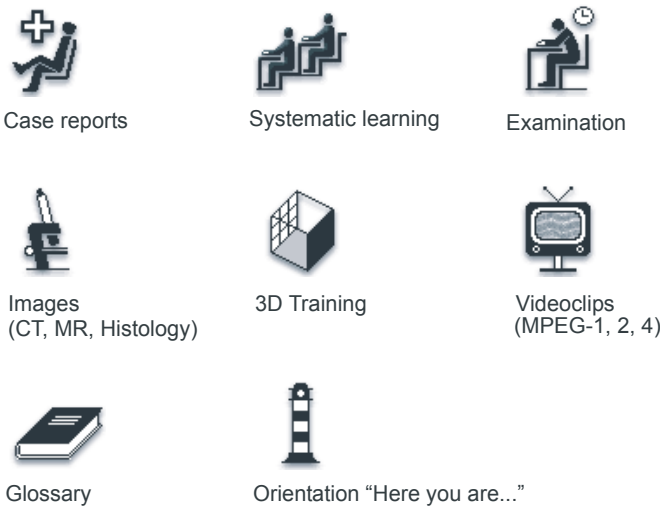 Case reports
Systematic learning
Examination
Images
(CT, MR, Histology)
3D Training
Videoclips
(MPEG-1, 2, 4)
Glossary
Orientation “Here you are...”